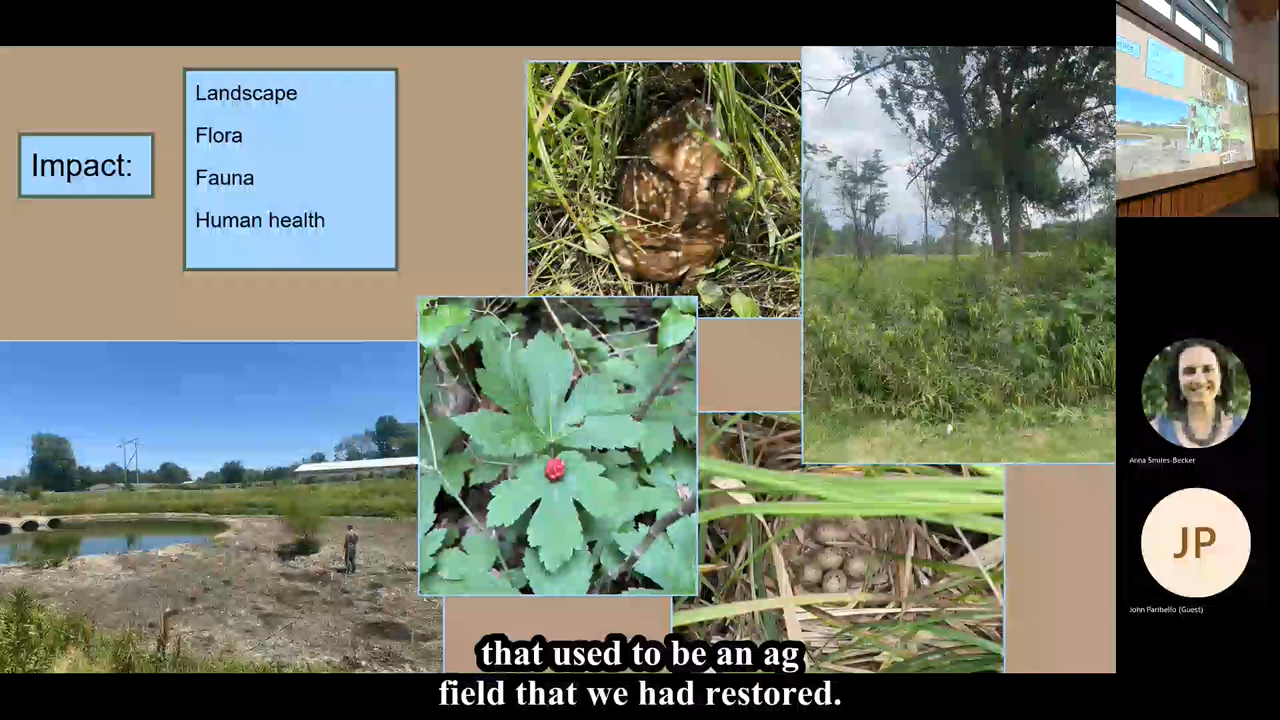 Impact:
Landscape
Flora
Fauna
Human health
Anna Smiles-Becker
JP
John Paribello (Guest)
that used to be an ag
field that we had restored.